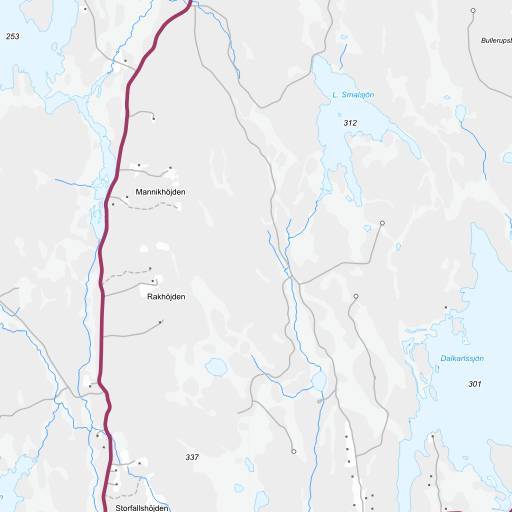 253
Bullerupsh
L. Smalsjön
312
Mannikhöjden
Rakhöjden
Dalkarlssjön
301
337
Storfallshöjden